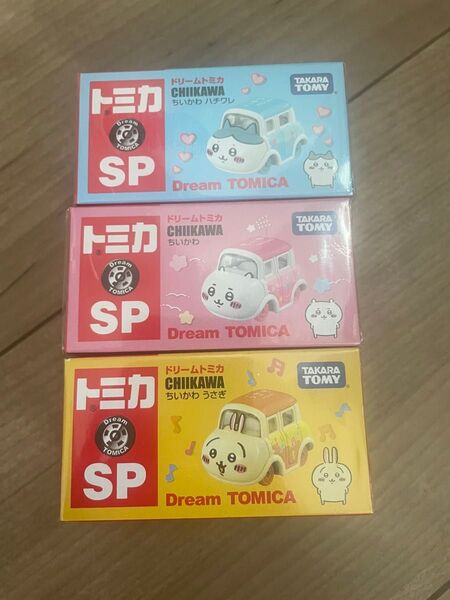 トミカ
Dream
TOMICA
SP
ドリームトミカ
CHIIKAWA
ちいかわ ハチワレ
TAKARA
TOMY
Dream TOMICA
トミカ
Dream
TOMICA
SP
ドリームトミカ
CHIIKAWA
ちいかわ
TAKARA
TOMY
Dream TOMICA
トミカ
Dream
TOMICA
SP
ドリームトミカ
CHIIKAWA
ちいかわ うさぎ
TAKARA
TOMY
Dream TOMICA